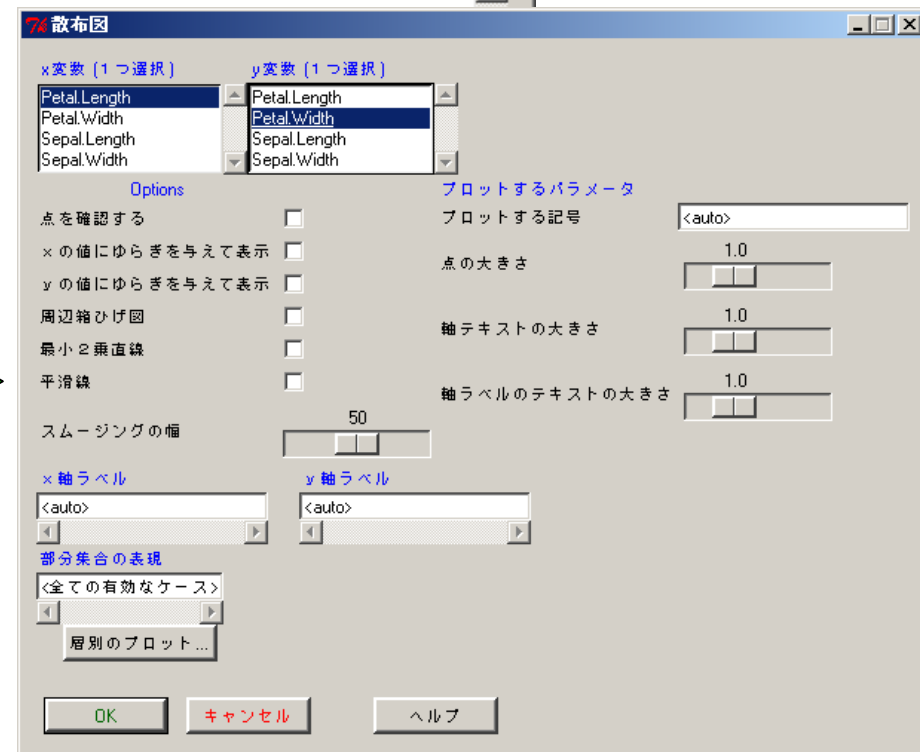 散布図
x変数 (1つ選択)
Petal.Length
Petal.Width
Sepal.Length
Sepal.Width
y変数 (1つ選択)
Petal.Length
Petal.Width
Sepal.Length
Sepal.Width
Options
点を確認する
xの値にゆらぎを与えて表示
yの値にゆらぎを与えて表示
周辺箱ひげ図
最小2乗直線
平滑線
スムージングの幅
50
プロットするパラメータ
プロットする記号
<auto>
点の大きさ
1.0
軸テキストの大きさ
1.0
軸ラベルのテキストの大きさ
1.0
x軸ラベル
<auto>
y軸ラベル
<auto>
部分集合の表現
<全ての有効なケース>
層別のプロット...
OK
キャンセル
ヘルプ